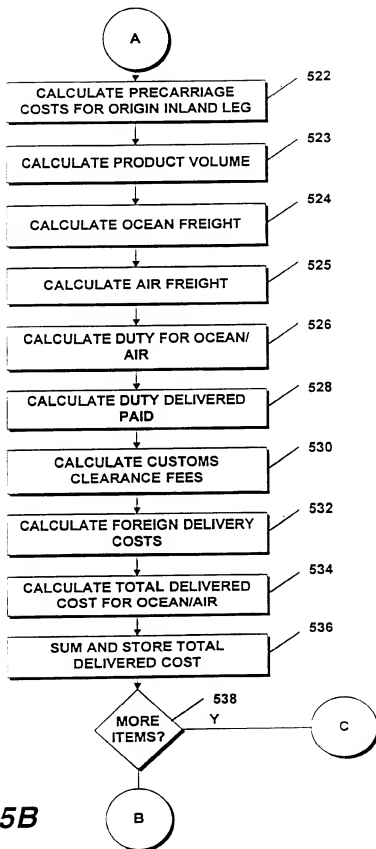 A
522
CALCULATE PRECARRIAGE
COSTS FOR ORIGIN INLAND LEG
523
CALCULATE PRODUCT VOLUME
524
CALCULATE OCEAN FREIGHT
525
CALCULATE AIR FREIGHT
526
CALCULATE DUTY FOR OCEAN/
AIR
528
CALCULATE DUTY DELIVERED
PAID
530
CALCULATE CUSTOMS
CLEARANCE FEES
532
CALCULATE FOREIGN DELIVERY
COSTS
534
CALCULATE TOTAL DELIVERED
COST FOR OCEAN/AIR
536
SUM AND STORE TOTAL
DELIVERED COST
538
MORE
ITEMS?
Y
C
B
5B